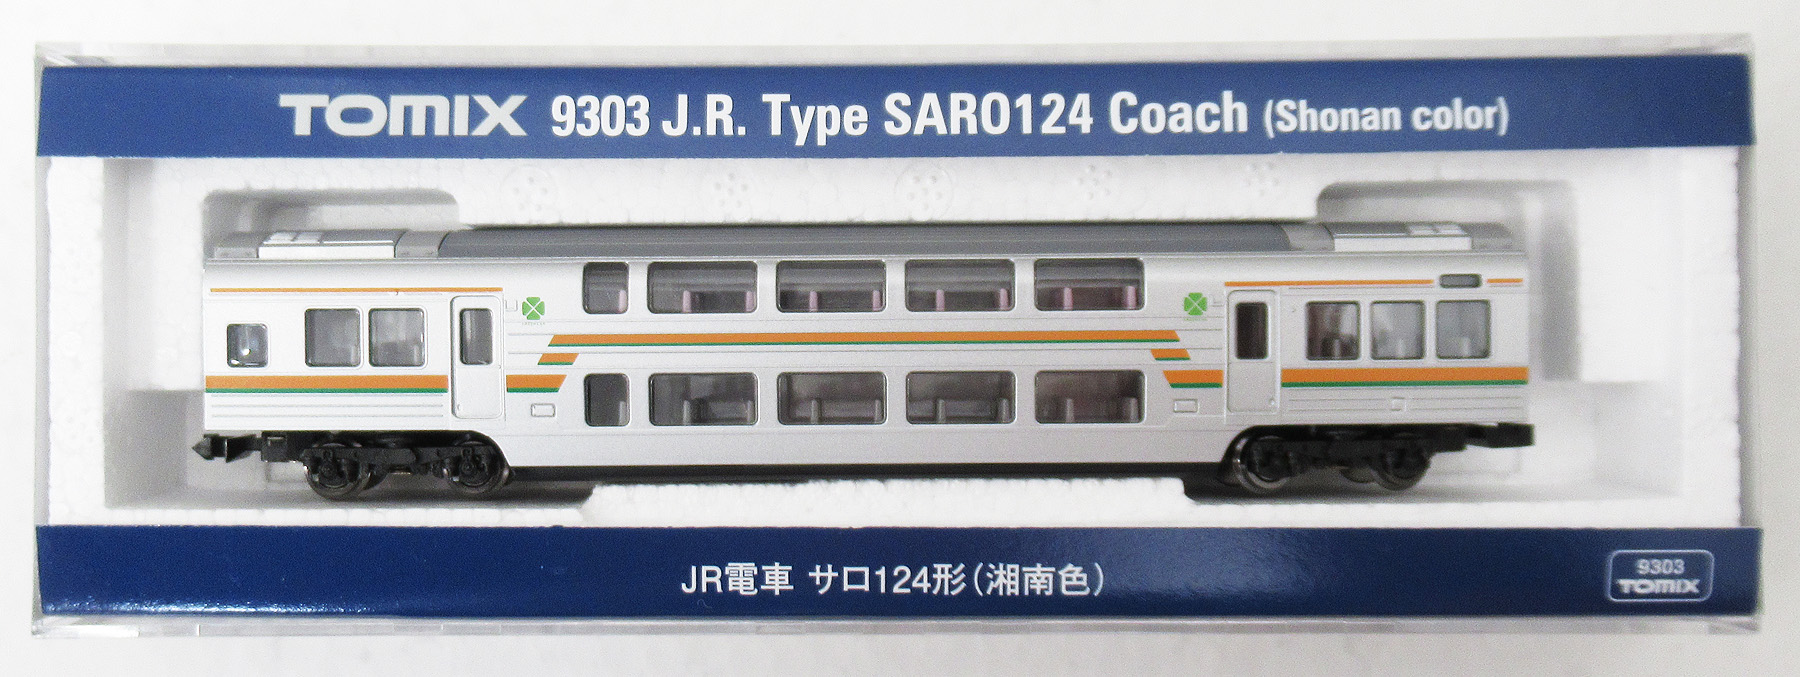 TOMIX 9303 J.R. Type SARO124 Coach (Shonan color)
JR電車 サロ124形(湘南色)
9303
TOMIX